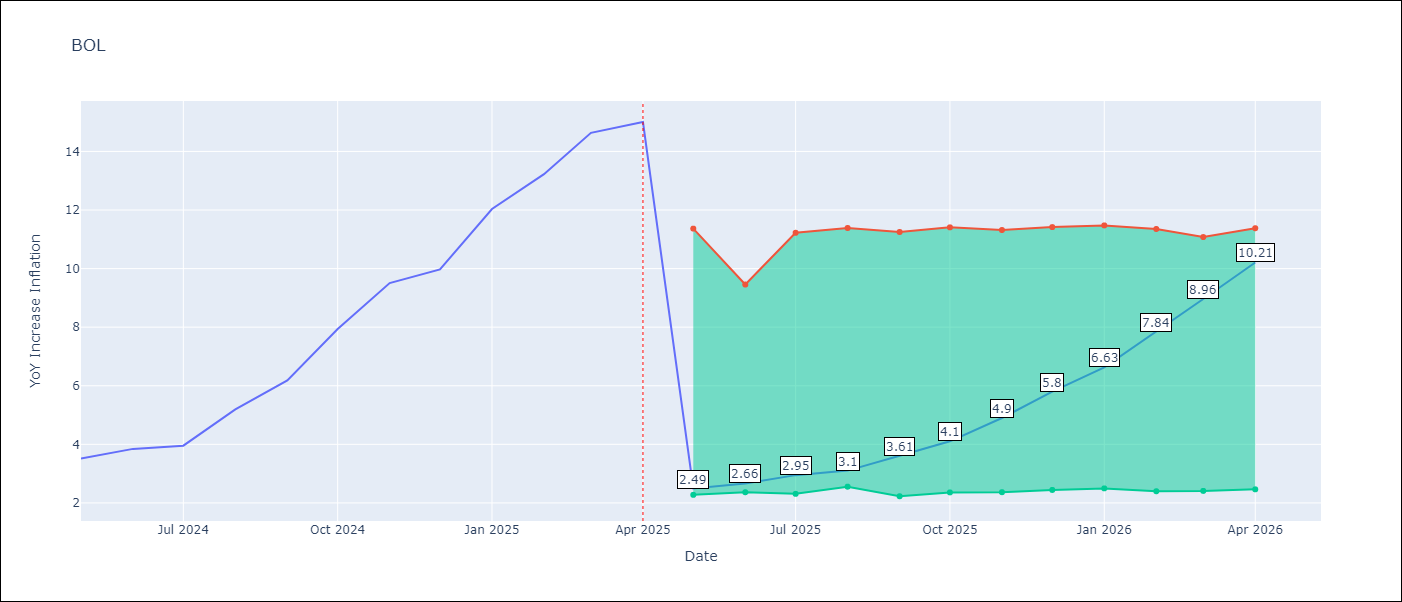 BOL
YoY Increase Inflation
14
12
10
8
6
4
2
10.21
8.96
7.84
6.63
5.8
4.9
4.1
3.61
3.1
2.95
2.66
2.49
Jul 2024
Oct 2024
Jan 2025
Apr 2025
Jul 2025
Oct 2025
Jan 2026
Apr 2026
Date